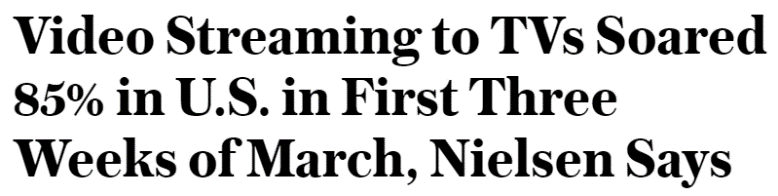 Video Streaming to TVs Soared
85% in U.S. in First Three
Weeks of March, Nielsen Says